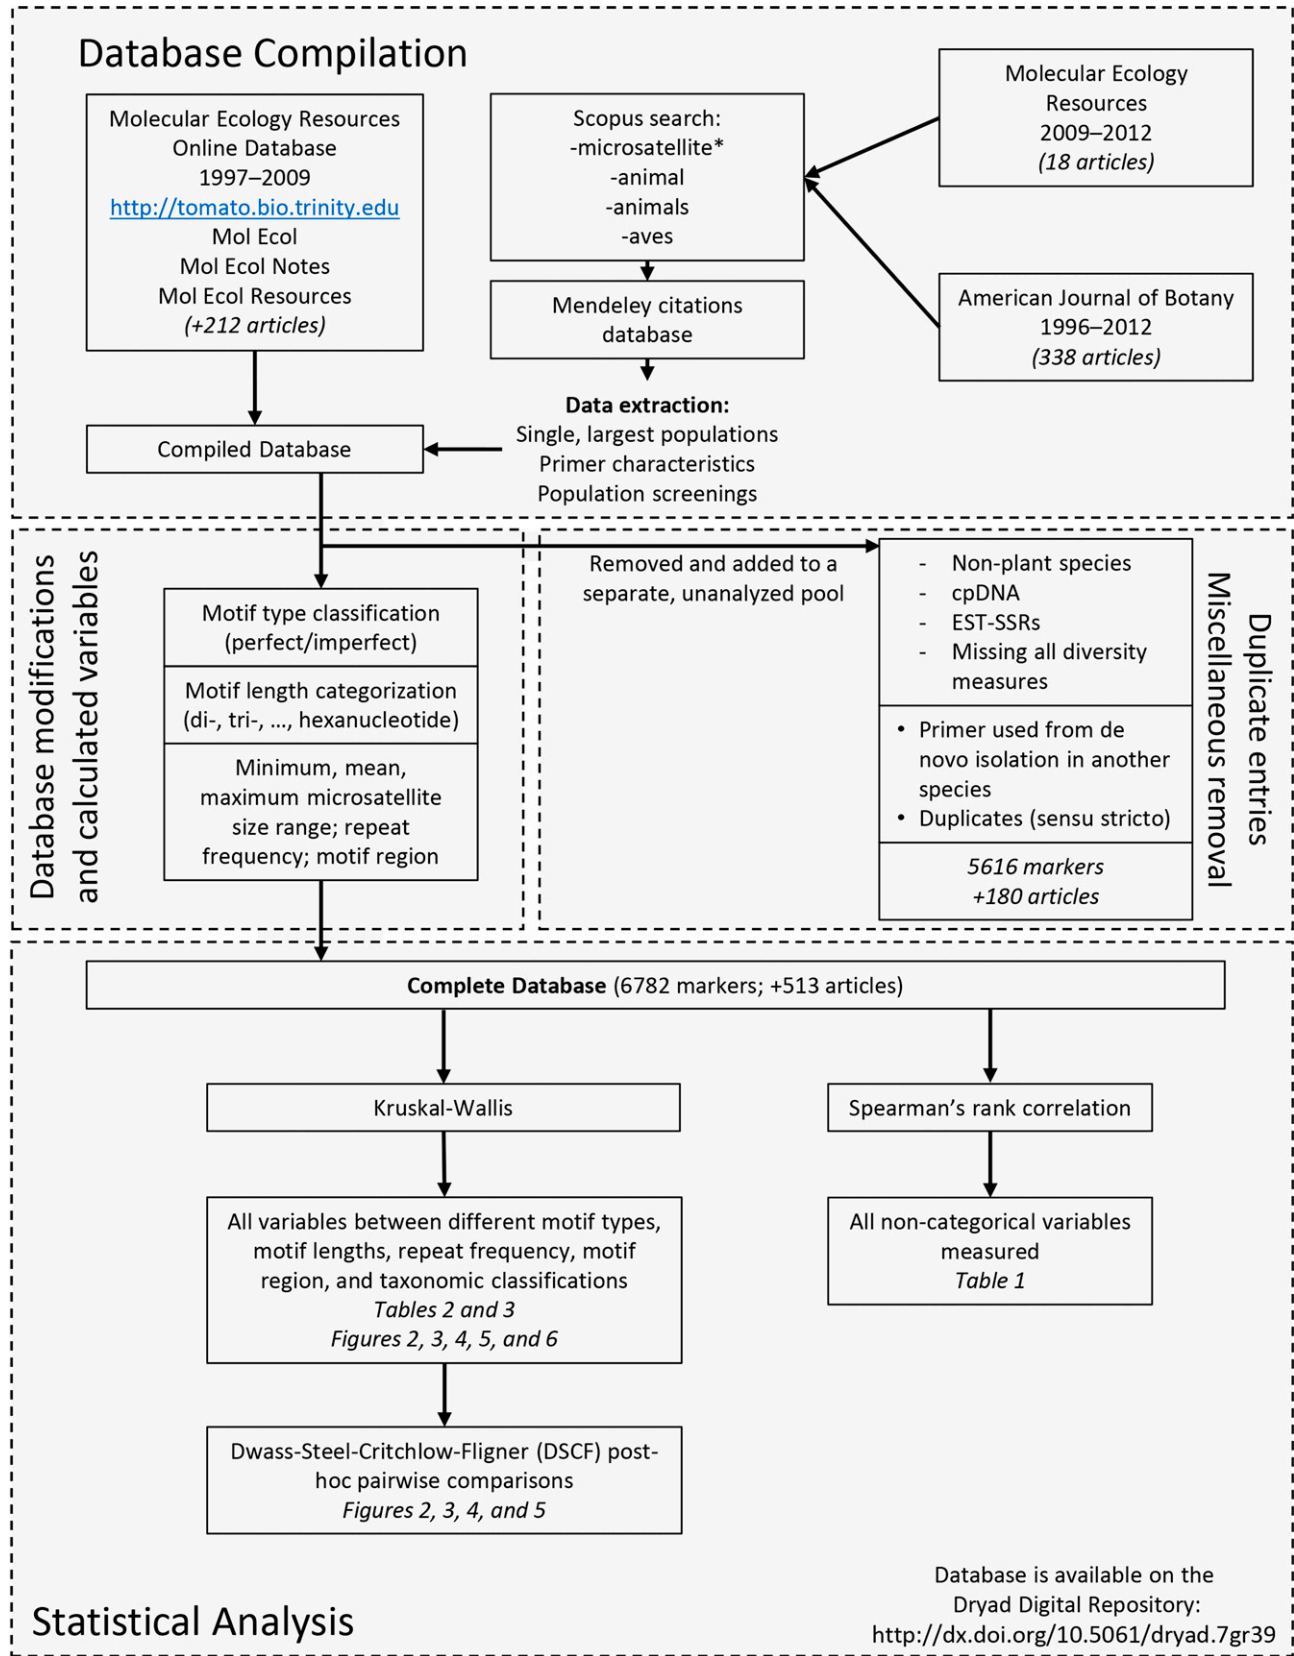 Database Compilation
Molecular Ecology Resources
Online Database
1997–2009
http://tomato.bio.trinity.edu
Mol Ecol
Mol Ecol Notes
Mol Ecol Resources
(+212 articles)
Scopus search:
-microsatellite*
-animal
-animals
-aves
Molecular Ecology
Resources
2009–2012
(18 articles)
Mendeley citations
database
American Journal of Botany
1996–2012
(338 articles)
Data extraction:
Single, largest populations
Primer characteristics
Population screenings
Compiled Database
Database modifications
and calculated variables
Motif type classification
(perfect/imperfect)
Motif length categorization
(di-, tri-, ..., hexanucleotide)
Minimum, mean,
maximum microsatellite
size range; repeat
frequency; motif region
Removed and added to a
separate, unanalyzed pool
- Non-plant species
- cpDNA
- EST-SSRs
- Missing all diversity
measures
• Primer used from de
novo isolation in another
species
• Duplicates (sensu stricto)
5616 markers
+180 articles
Duplicate entries
Miscellaneous removal
Complete Database (6782 markers; +513 articles)
Kruskal-Wallis
Spearman’s rank correlation
All variables between different motif types,
motif lengths, repeat frequency, motif
region, and taxonomic classifications
Tables 2 and 3
Figures 2, 3, 4, 5, and 6
All non-categorical variables
measured
Table 1
Dwass-Steel-Critchlow-Fligner (DSCF) post-
hoc pairwise comparisons
Figures 2, 3, 4, and 5
Statistical Analysis
Database is available on the
Dryad Digital Repository:
http://dx.doi.org/10.5061/dryad.7gr39